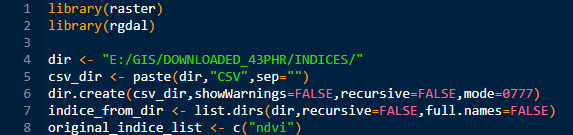 1 library(raster)
2 library(rgdal)
3
4 dir <- "E:/GIS/DOWNLOADED_43PHR/INDICES/"
5 csv_dir <- paste(dir,"CSV",sep="")
6 dir.create(csv_dir,showWarnings=FALSE,recursive=FALSE,mode=0777)
7 indice_from_dir <- list.dirs(dir,recursive=FALSE,full.names=FALSE)
8 original_indice_list <- c("ndvi")